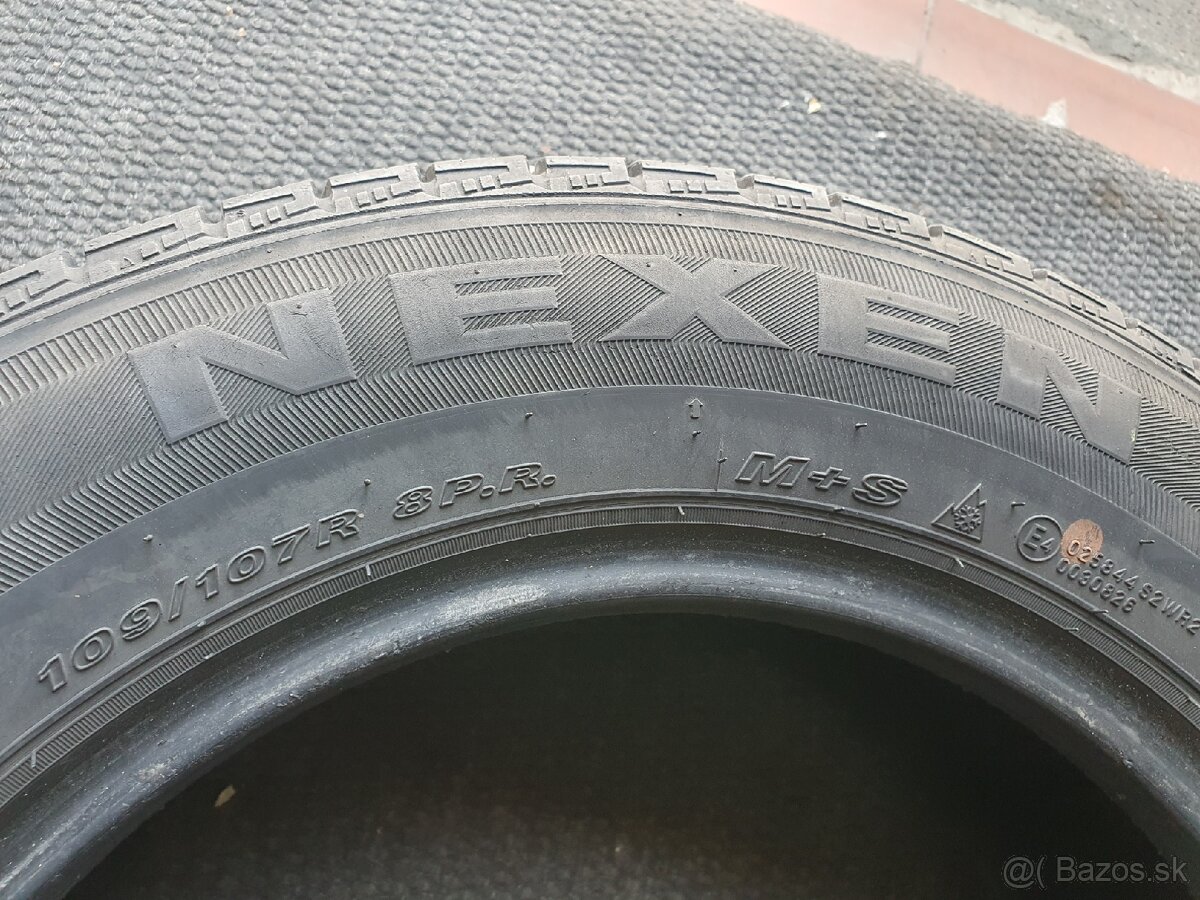 NEXEN
109/107R 8P.R. M+S
E4 025844 S2WR2
0030826
@( Bazos.sk